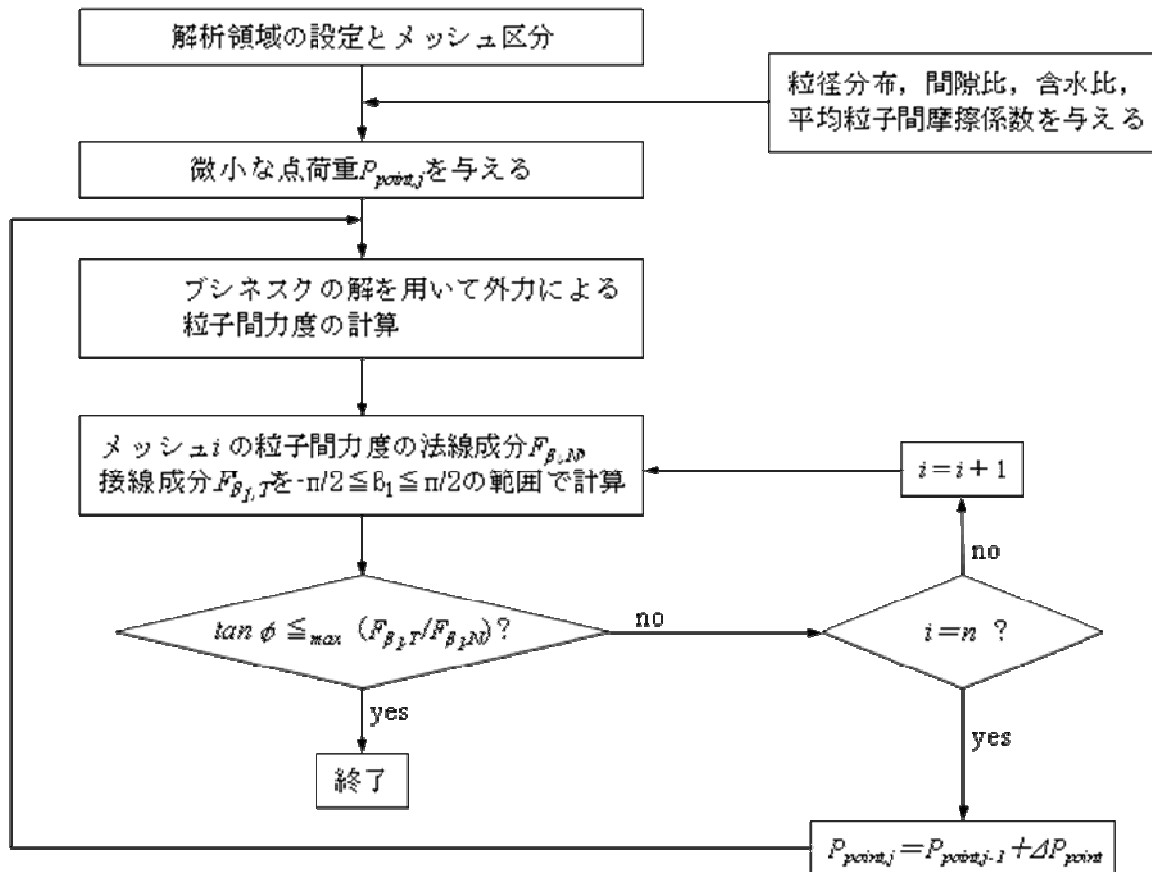 解析領域の設定とメッシュ区分
粒径分布，間隙比，含水比，
平均粒子間摩擦係数を与える
微小な点荷重P_point,jを与える
ブシネスクの解を用いて外力による
粒子間力度の計算
メッシュiの粒子間力度の法線成分F_βi,N,
接線成分F_βi,Tを-π/2≦β_i≦π/2の範囲で計算
i＝i＋1
no
tan φ ≦ max（F_βi,T/F_βi,N）？
no
i＝n ？
yes
終了
yes
P_point,j＝P_point,j-1＋ΔP_point